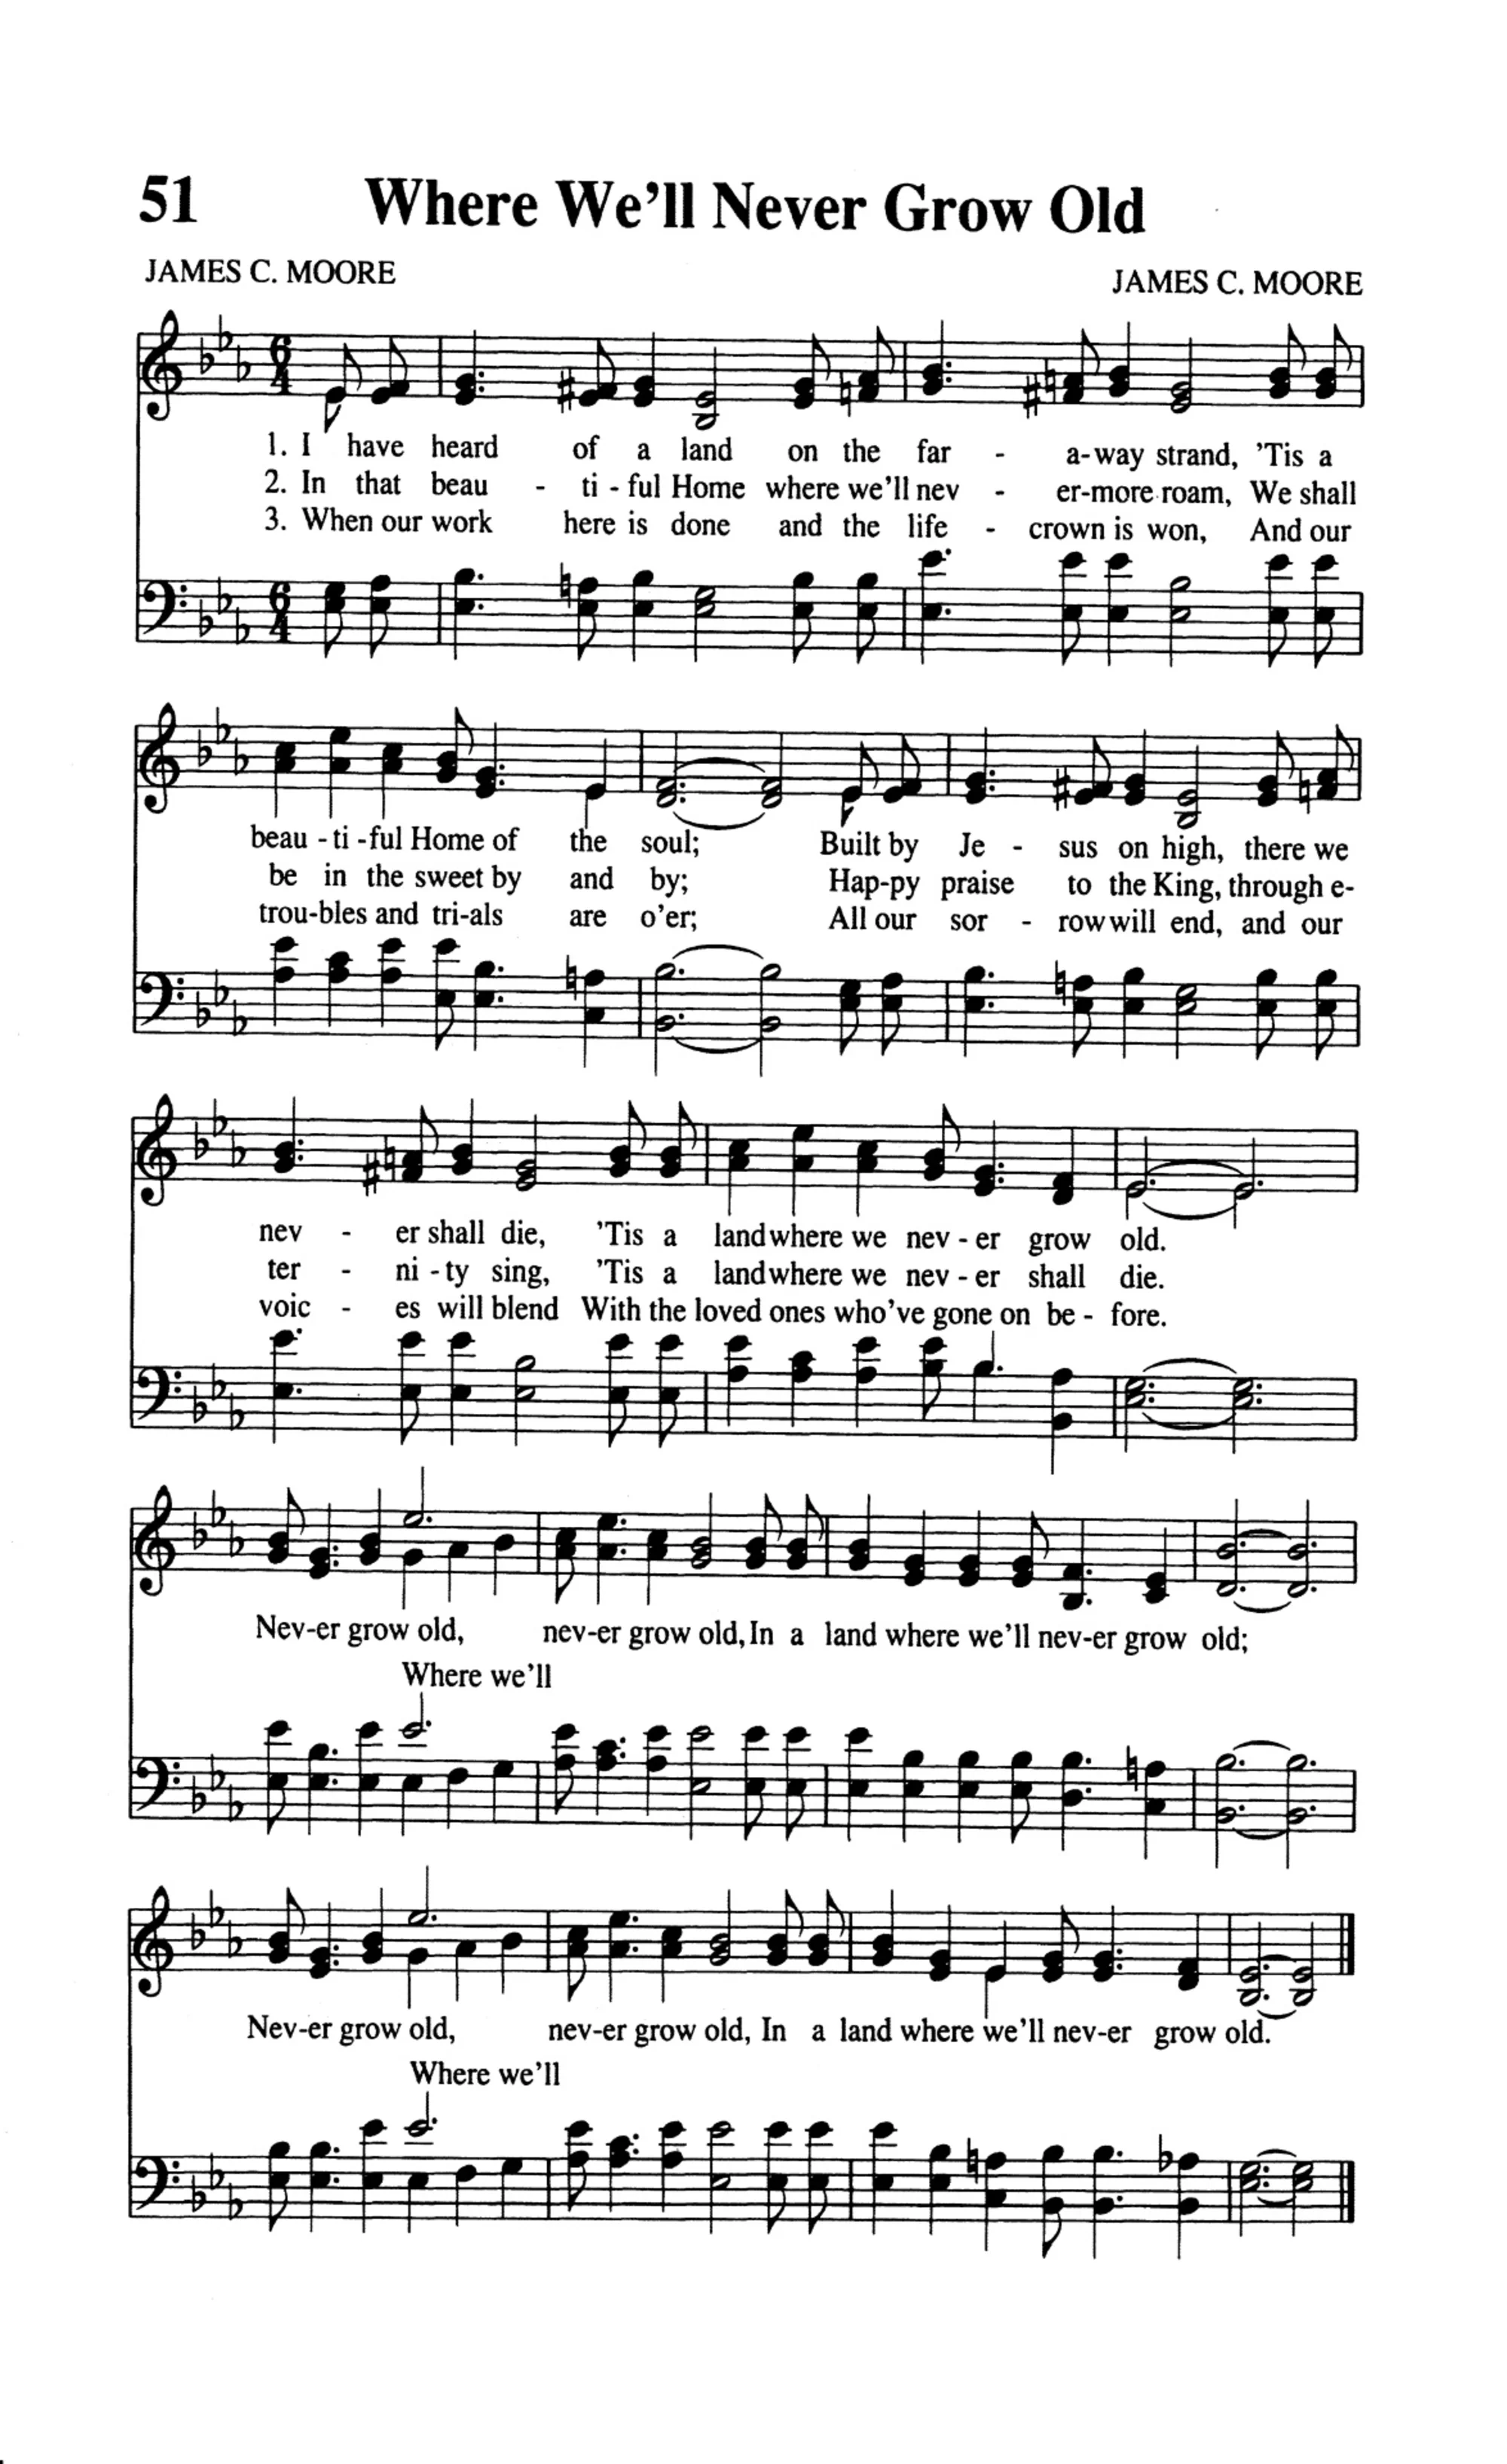 51 Where We'll Never Grow Old
JAMES C. MOORE JAMES C. MOORE
6 4
1. I have heard of a land on the far - a-way strand, 'Tis a
2. In that beau - ti - ful Home where we'll nev - er-more roam, We shall
3. When our work here is done and the life - crown is won, And our
6 4
beau - ti - ful Home of the soul; Built by Je - sus on high, there we
be in the sweet by and by; Hap-py praise to the King, through e-
trou-bles and tri-als are o'er; All our sor - row will end, and our
nev - er shall die, 'Tis a land where we nev - er grow old.
ter - ni - ty sing, 'Tis a land where we nev - er shall die.
voic - es will blend With the loved ones who've gone on be - fore.
Nev-er grow old, nev-er grow old, In a land where we'll nev-er grow old;
Where we'll
Nev-er grow old, nev-er grow old, In a land where we'll nev-er grow old.
Where we'll